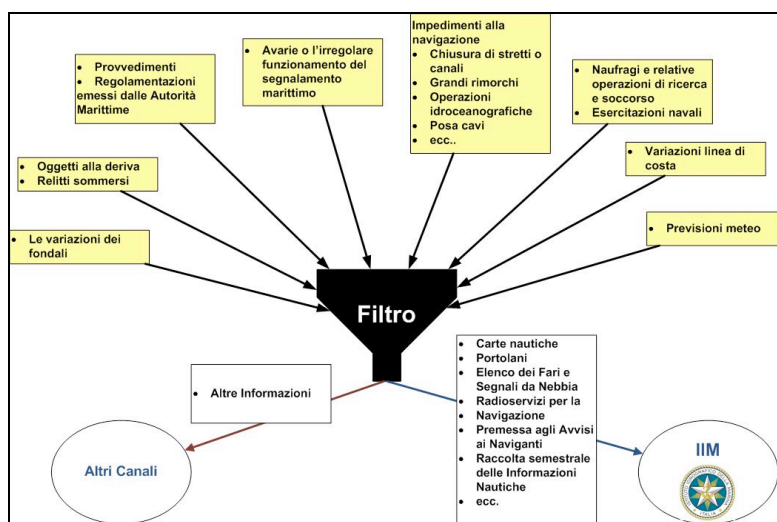 Provvedimenti
Regolamentazioni
emessi dalle Autorità
Marittime
Avarie o l'irregolare
funzionamento del
segnalamento
marittimo
Impedimenti alla
navigazione
Chiusura di stretti o
canali
Grandi rimorchi
Operazioni
idroceanografiche
Posa cavi
ecc..
Naufragi e relative
operazioni di ricerca
e soccorso
Esercitazioni navali
Oggetti alla deriva
Relitti sommersi
Variazioni linea di
costa
Le variazioni dei
fondali
Previsioni meteo
Filtro
Altre Informazioni
Carte nautiche
Portolani
Elenco dei Fari e
Segnali da Nebbia
Radioservizi per la
Navigazione
Premessa agli Avvisi
ai Naviganti
Raccolta semestrale
delle Informazioni
Nautiche
ecc.
Altri Canali
IIM